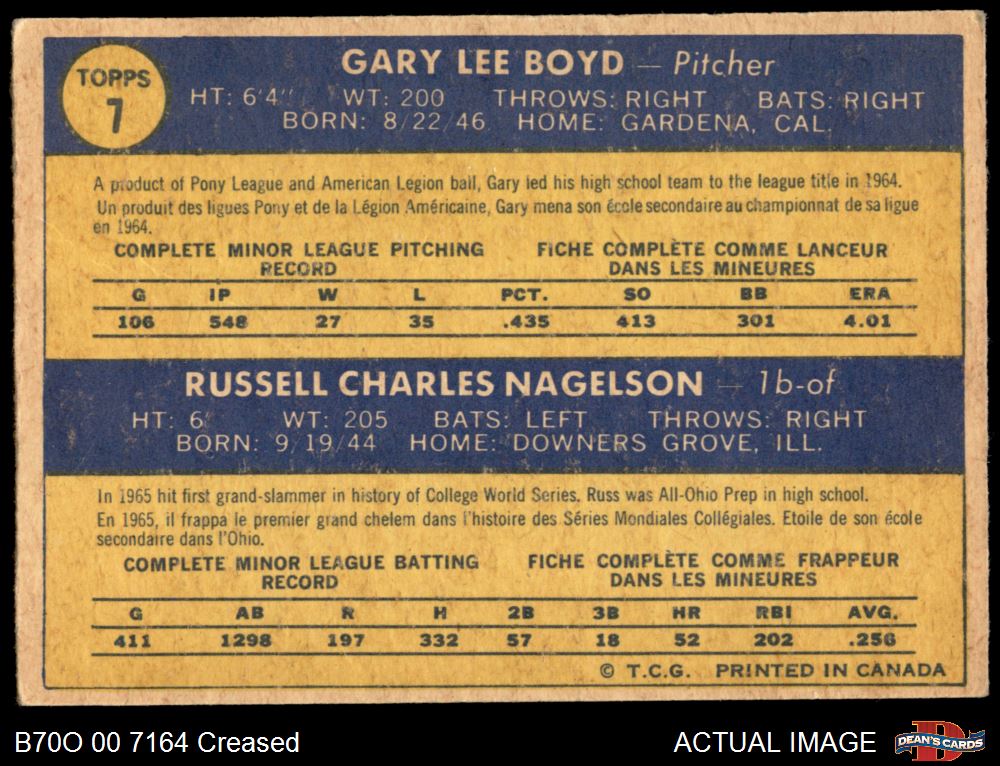 TOPPS
7
GARY LEE BOYD — Pitcher
HT: 6'4" WT: 200 THROWS: RIGHT BATS: RIGHT
BORN: 8/22/46 HOME: GARDENA, CAL.
A product of Pony League and American Legion ball, Gary led his high school team to the league title in 1964.
Un produit des ligues Pony et de la Légion Américaine, Gary mena son école secondaire au championnat de sa ligue
en 1964.
COMPLETE MINOR LEAGUE PITCHING FICHE COMPLÈTE COMME LANCEUR
RECORD DANS LES MINEURES
G IP W L PCT. SO BB ERA
106 548 27 35 .435 413 301 4.01
RUSSELL CHARLES NAGELSON — 1b-of
HT: 6' WT: 205 BATS: LEFT THROWS: RIGHT
BORN: 9/19/44 HOME: DOWNERS GROVE, ILL.
In 1965 hit first grand-slammer in history of College World Series. Russ was All-Ohio Prep in high school.
En 1965, il frappa le premier grand chelem dans l'histoire des Séries Mondiales Collégiales. Etoile de son école
secondaire dans l'Ohio.
COMPLETE MINOR LEAGUE BATTING FICHE COMPLÈTE COMME FRAPPEUR
RECORD DANS LES MINEURES
G AB R H 2B 3B HR RBI AVG.
411 1298 197 332 57 18 52 202 .256
© T.C.G. PRINTED IN CANADA
B70O 00 7164 Creased ACTUAL IMAGE DEAN'S CARDS